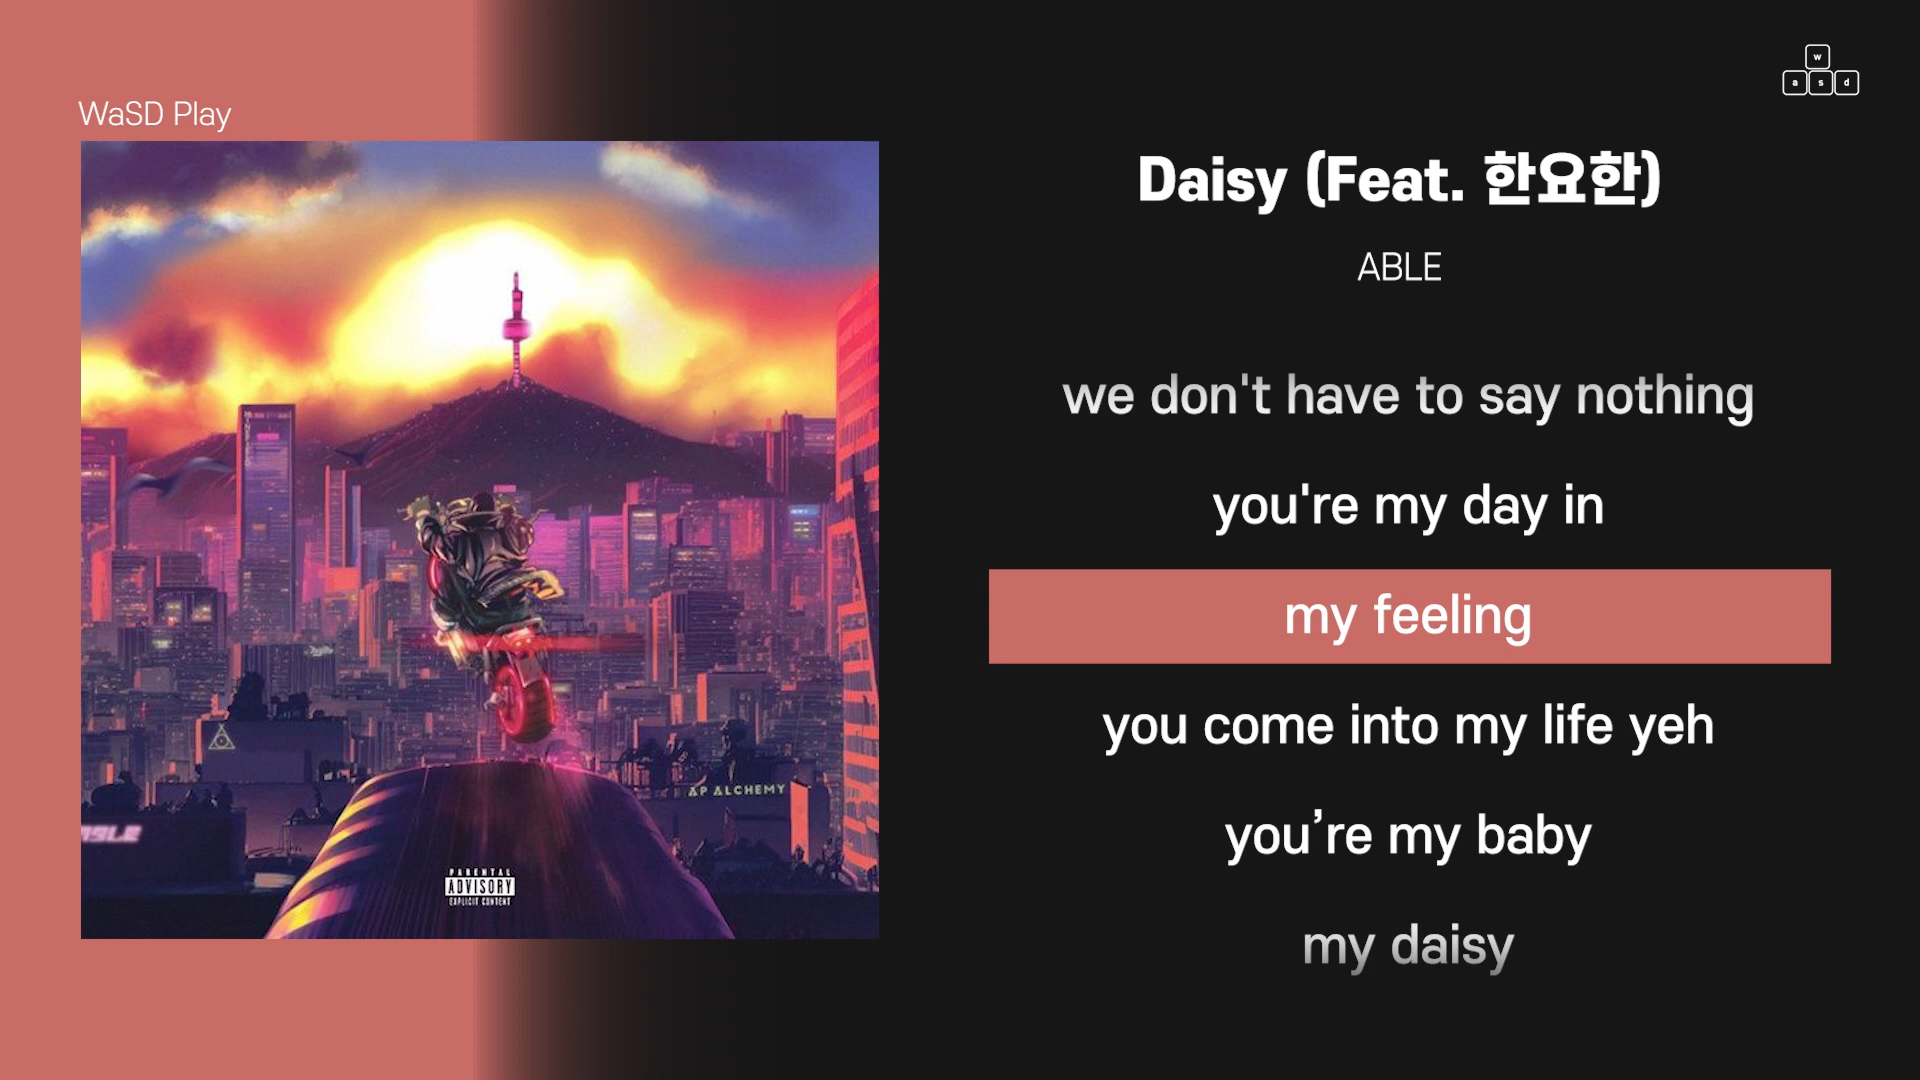 WaSD Play
w
a s d
Daisy (Feat. 한요한)
ABLE
we don't have to say nothing
you're my day in
my feeling
you come into my life yeh
you’re my baby
my daisy
AP ALCHEMY
PARENTAL
ADVISORY
EXPLICIT CONTENT